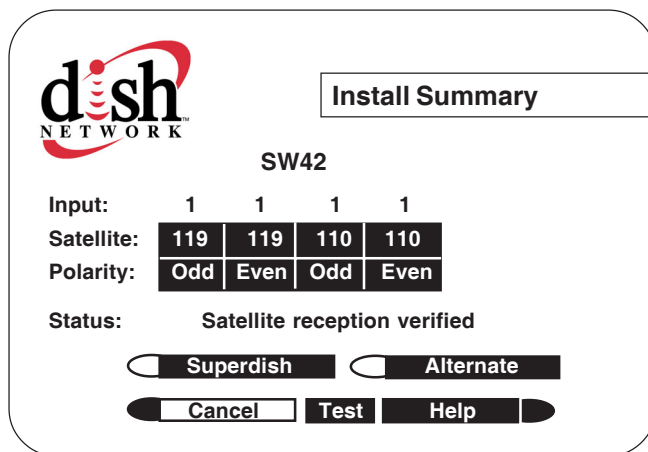 dish
NETWORK
Install Summary
SW42
Input: 1 1 1 1
Satellite: 119 119 110 110
Polarity: Odd Even Odd Even
Status: Satellite reception verified
Superdish Alternate
Cancel Test Help